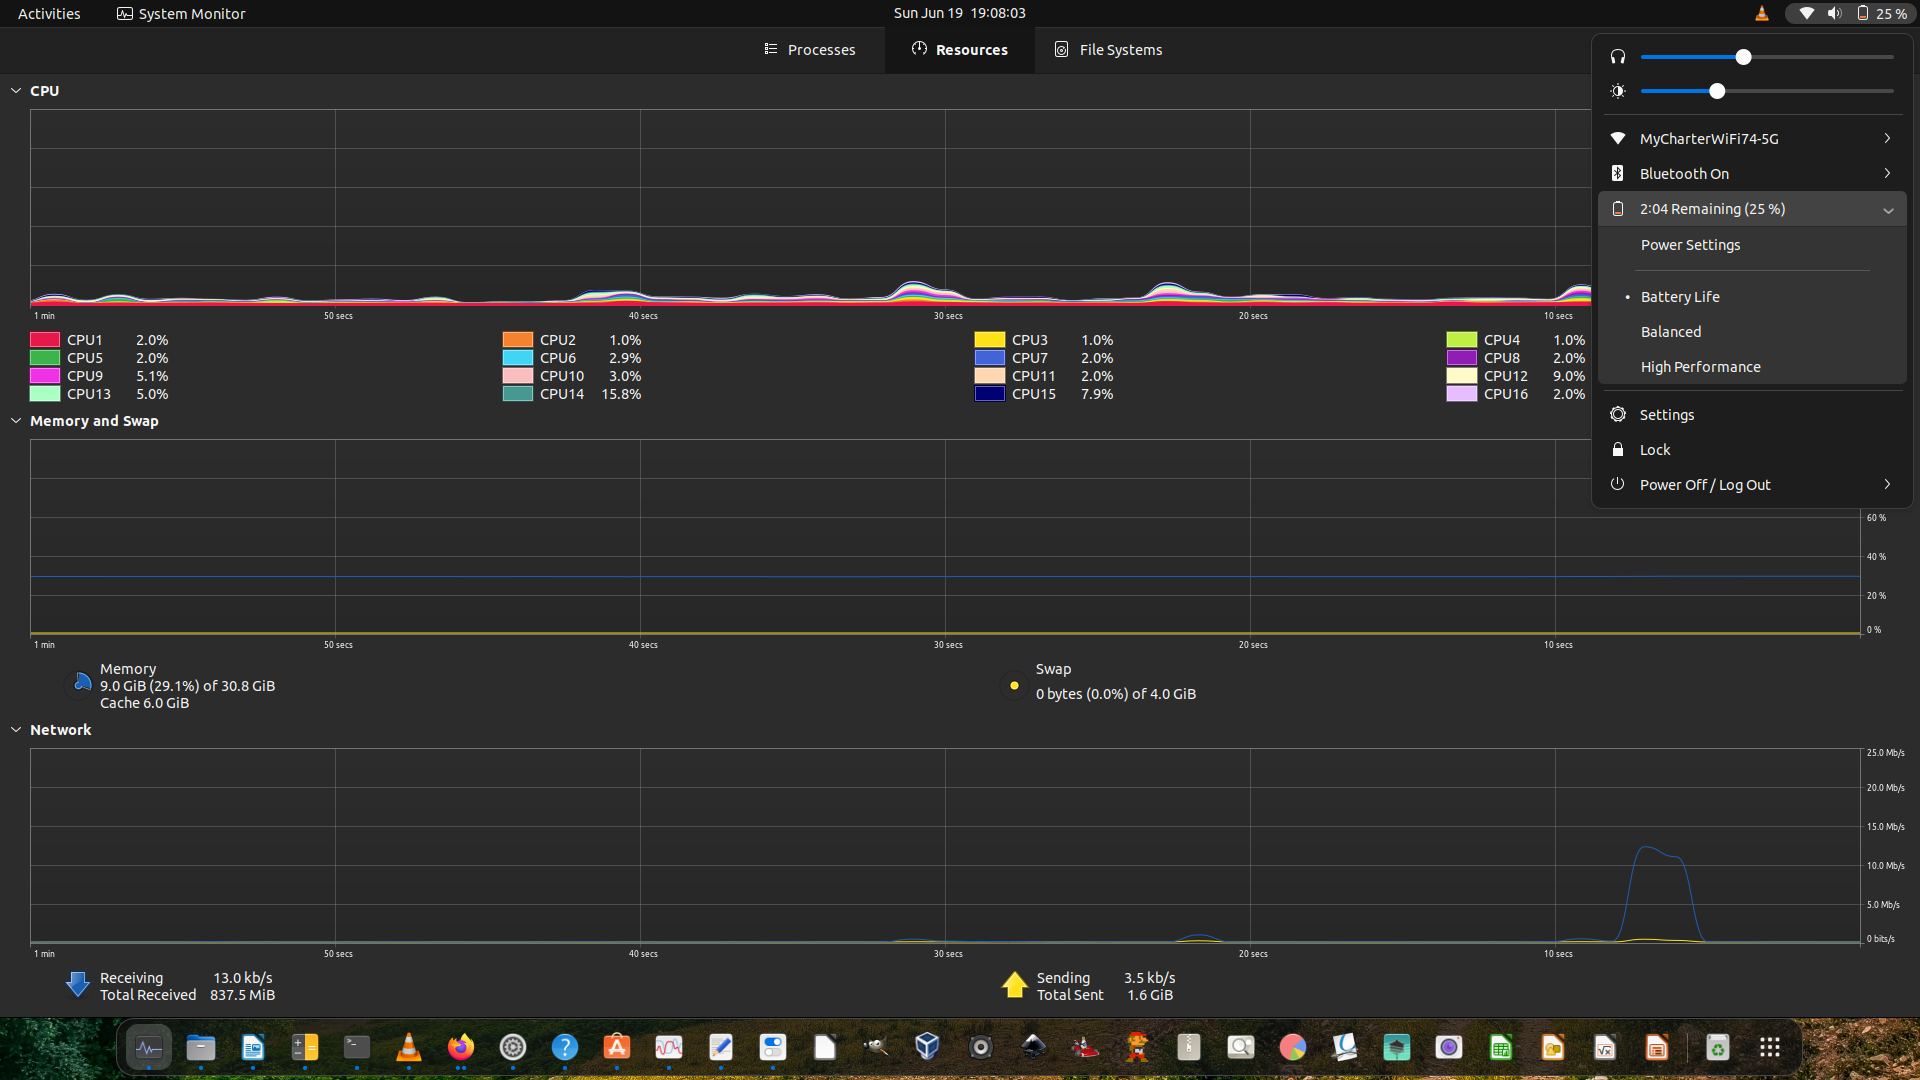 Activities System Monitor Sun Jun 19 19:08:03 25 %
Processes Resources File Systems
CPU
1 min 50 secs 40 secs 30 secs 20 secs 10 secs
CPU1 2.0% CPU2 1.0% CPU3 1.0% CPU4 1.0%
CPU5 2.0% CPU6 2.9% CPU7 2.0% CPU8 2.0%
CPU9 5.1% CPU10 3.0% CPU11 2.0% CPU12 9.0%
CPU13 5.0% CPU14 15.8% CPU15 7.9% CPU16 2.0%
MyCharterWiFi74-5G
Bluetooth On
2:04 Remaining (25 %)
Power Settings
• Battery Life
Balanced
High Performance
Settings
Lock
Power Off / Log Out
Memory and Swap
60 %
40 %
20 %
0 %
1 min 50 secs 40 secs 30 secs 20 secs 10 secs
Memory
9.0 GiB (29.1%) of 30.8 GiB
Cache 6.0 GiB
Swap
0 bytes (0.0%) of 4.0 GiB
Network
25.0 Mb/s
20.0 Mb/s
15.0 Mb/s
10.0 Mb/s
5.0 Mb/s
0 bits/s
1 min 50 secs 40 secs 30 secs 20 secs 10 secs
Receiving 13.0 kb/s
Total Received 837.5 MiB
Sending 3.5 kb/s
Total Sent 1.6 GiB